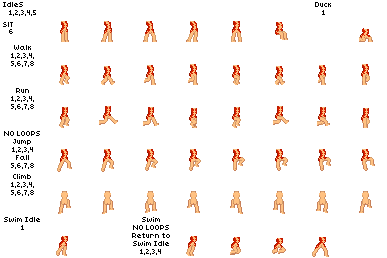 IdleS
1,2,3,4,5
Duck
1
SIT
6
Walk
1,2,3,4,
5,6,7,8
Run
1,2,3,4,
5,6,7,8
NO LOOPS
Jump
1,2,3,4
Fall
5,6,7,8
Climb
1,2,3,4,
5,6,7,8
Swim Idle
1
Swim
NO LOOPS
Return to
Swim Idle
1,2,3,4